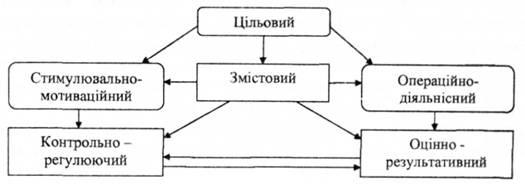 Цільовий
Стимулювально-
мотиваційний
Змістовий
Операційно-
діяльнісний
Контрольно –
регулюючий
Оцінно -
результативний